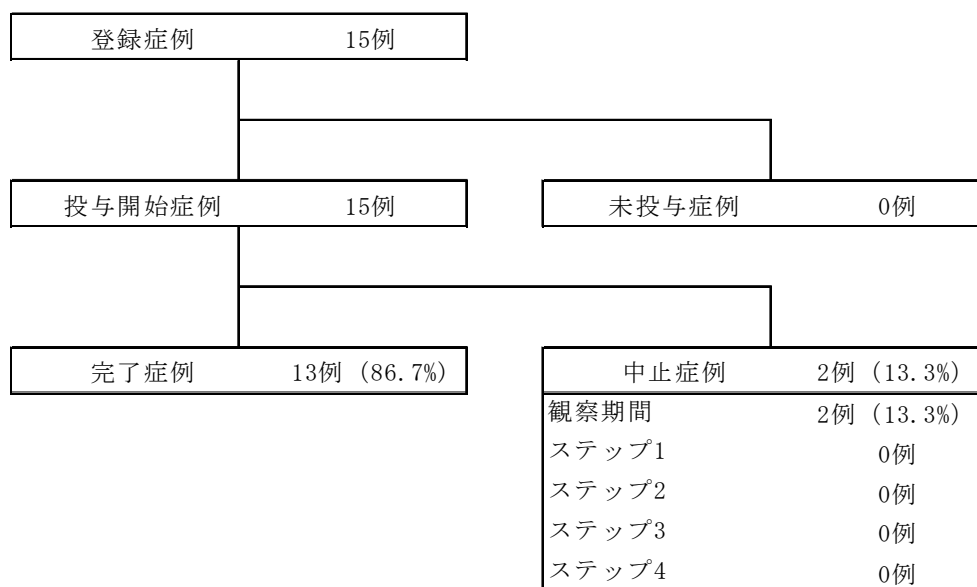 登録症例 15例
投与開始症例 15例 未投与症例 0例
完了症例 13例 (86.7%) 中止症例 2例 (13.3%)
観察期間 2例 (13.3%)
ステップ1 0例
ステップ2 0例
ステップ3 0例
ステップ4 0例